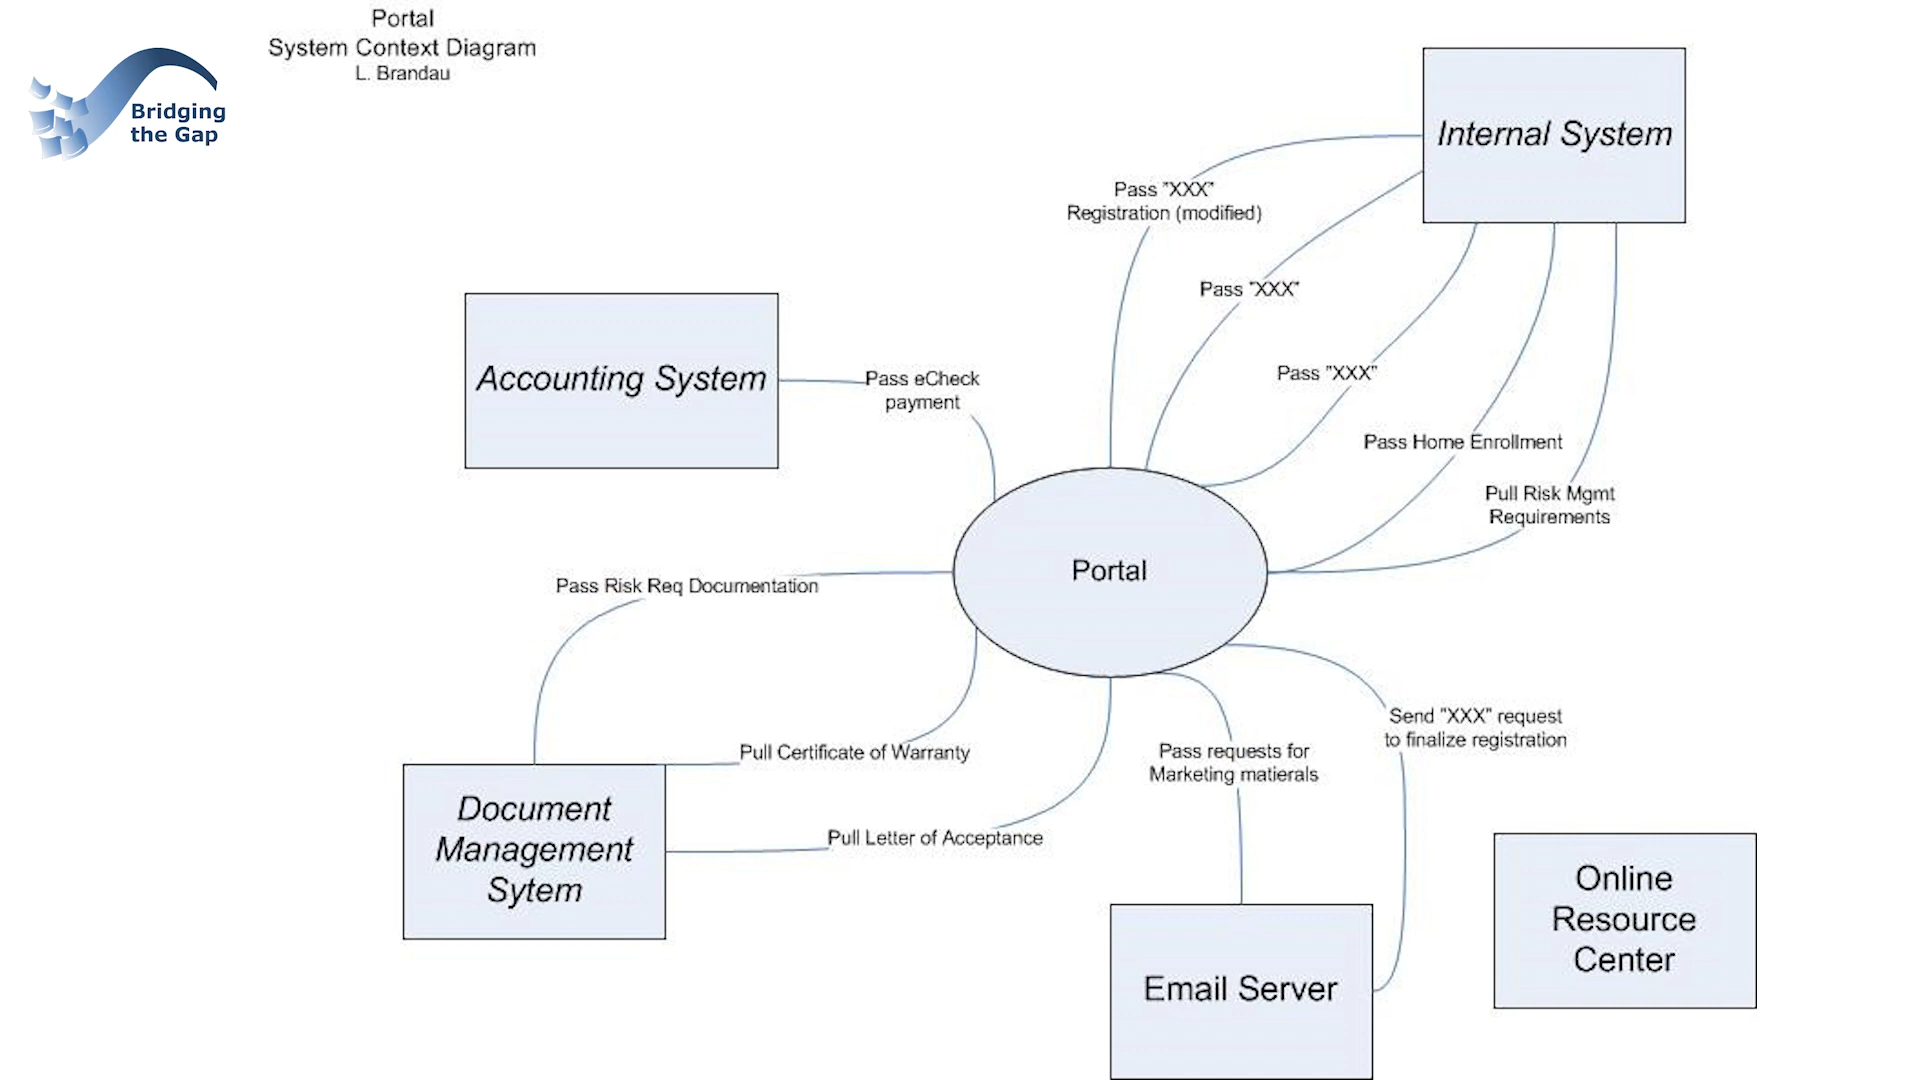 Portal
System Context Diagram
L. Brandau
Bridging
the Gap
Internal System
Pass "XXX"
Registration (modified)
Pass "XXX"
Accounting System
Pass eCheck
payment
Pass "XXX"
Pass Home Enrollment
Pull Risk Mgmt
Requirements
Portal
Pass Risk Req Documentation
Send "XXX" request
to finalize registration
Pull Certificate of Warranty
Pass requests for
Marketing matierals
Document
Management
Sytem
Pull Letter of Acceptance
Online
Resource
Center
Email Server